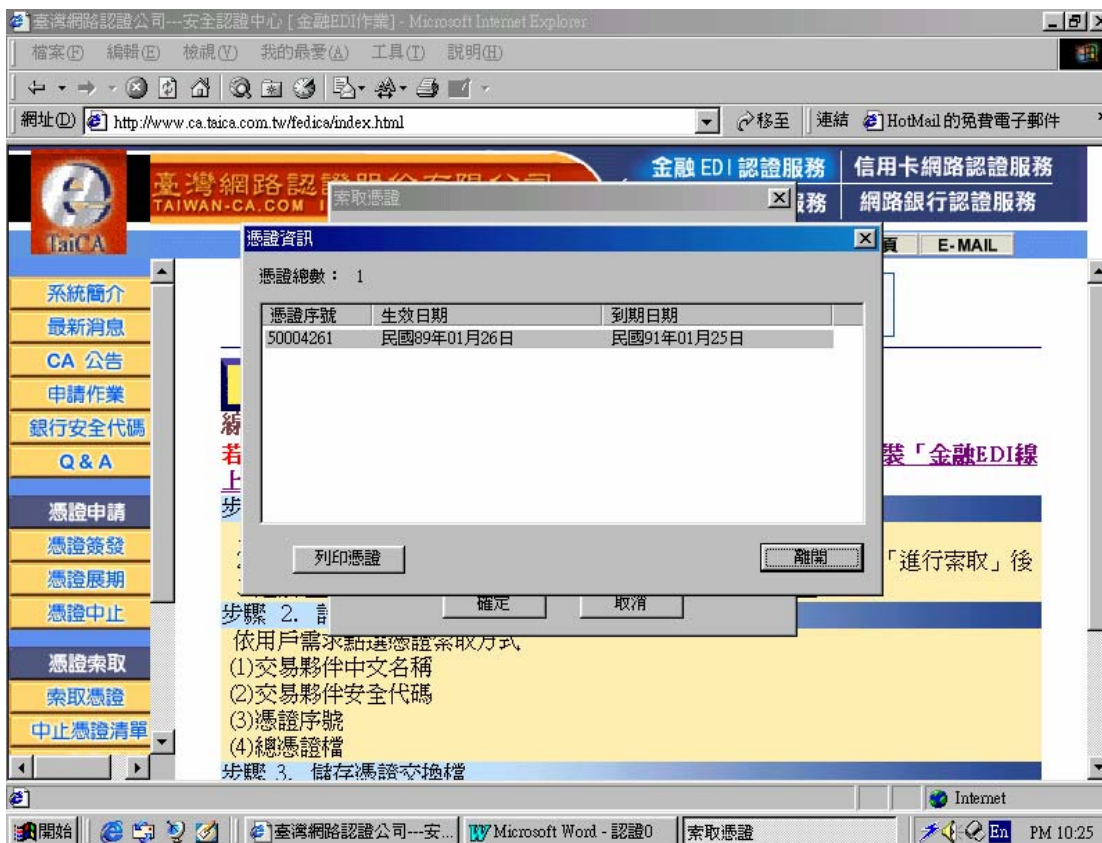 臺灣網路認證公司---安全認證中心 [ 金融EDI作業] - Microsoft Internet Explorer
檔案(F) 編輯(E) 檢視(V) 我的最愛(A) 工具(T) 說明(H)
網址(D) http://www.ca.taica.com.tw/fedica/index.html 移至 連結 HotMail 的免費電子郵件
金融 EDI 認證服務 信用卡網路認證服務
臺灣網路認
TAIWAN-CA.COM I
服務 網路銀行認證服務
TaiCA
頁 E-MAIL
索取憑證
憑證資訊
憑證總數： 1
憑證序號 生效日期 到期日期
50004261 民國89年01月26日 民國91年01月25日
列印憑證 離開
確定 取消
系統簡介
最新消息
CA 公告
申請作業
銀行安全代碼
Q & A
憑證申請
憑證簽發
憑證展期
憑證中止
憑證索取
索取憑證
中止憑證清單
若
裝「金融EDI線
上
步
「進行索取」後
步驟 2.
依用戶需求點選憑證索取方式
(1)交易夥伴中文名稱
(2)交易夥伴安全代碼
(3)憑證序號
(4)總憑證檔
步驟 3. 儲存憑證交換檔
Internet
開始 臺灣網路認證公司---安... Microsoft Word - 認證0 索取憑證 En PM 10:25